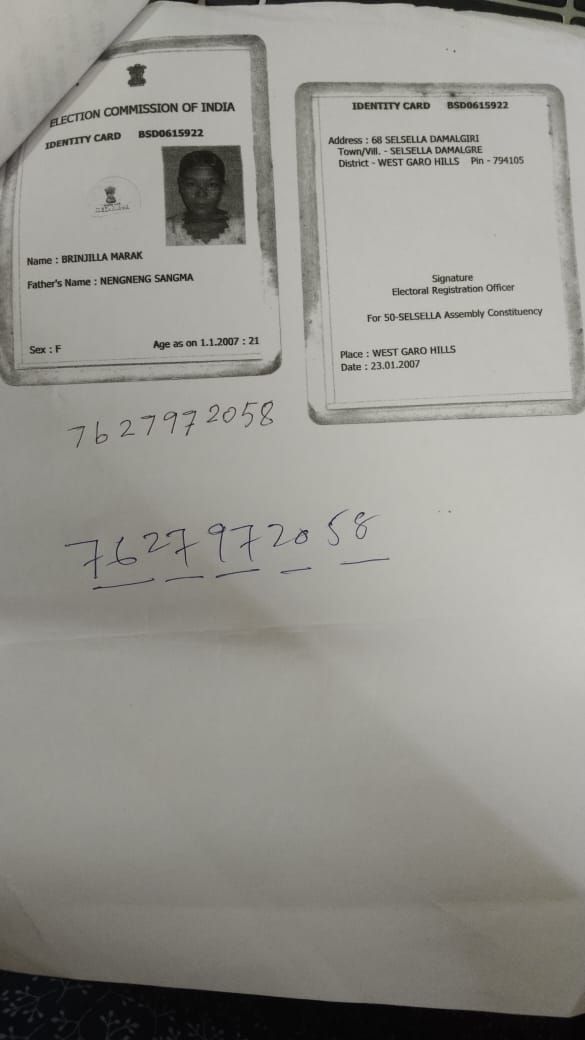 ELECTION COMMISSION OF INDIA
IDENTITY CARD BSD0615922
Name : BRINJILLA MARAK
Father's Name : NENGNENG SANGMA
Sex : F Age as on 1.1.2007 : 21
IDENTITY CARD BSD0615922
Address : 68 SELSELLA DAMALGIRI
Town/Vill. - SELSELLA DAMALGRE
District - WEST GARO HILLS Pin - 794105
Signature
Electoral Registration Officer
For 50-SELSELLA Assembly Constituency
Place : WEST GARO HILLS
Date : 23.01.2007
7627972058
7627972058